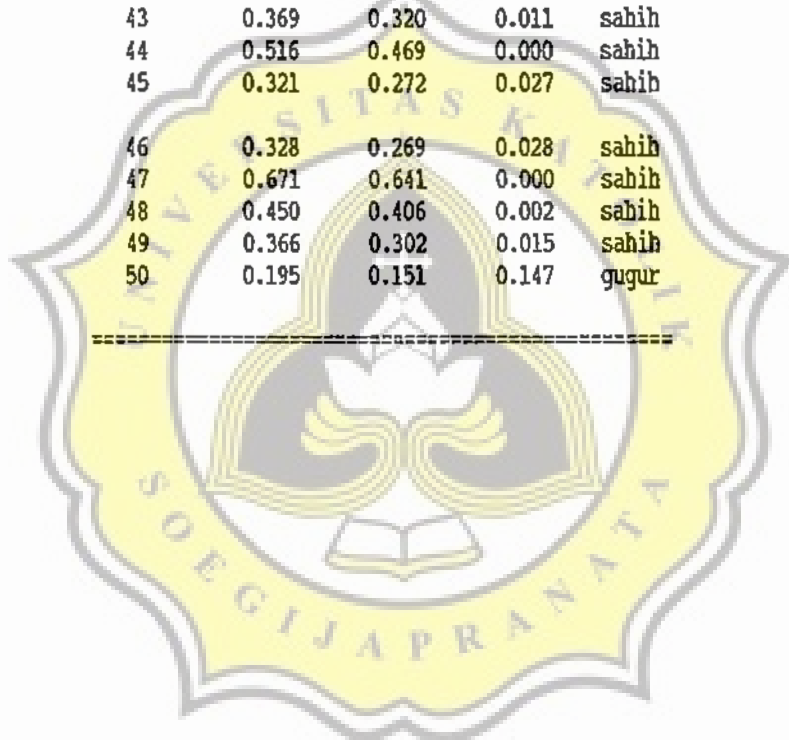 43 0.369 0.320 0.011 sahih
44 0.516 0.469 0.000 sahih
45 0.321 0.272 0.027 sahih
46 0.328 0.269 0.028 sahih
47 0.671 0.641 0.000 sahih
48 0.450 0.406 0.002 sahih
49 0.366 0.302 0.015 sahih
50 0.195 0.151 0.147 gugur
UNIVERSITAS KATOLIK
SOEGIJAPRANATA